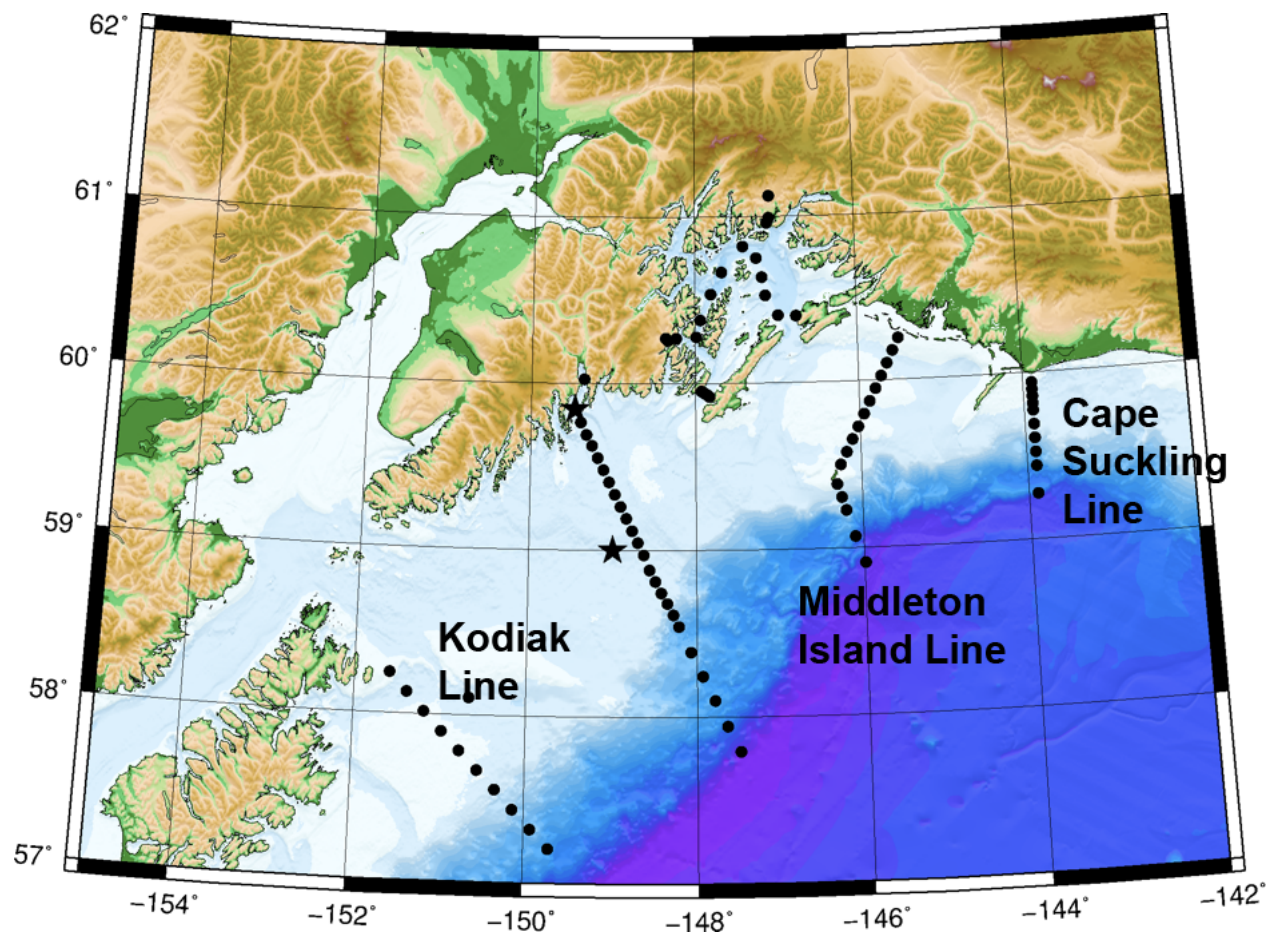 62˚
61˚
60˚
59˚
58˚
57˚
Cape
Suckling
Line
Middleton
Island Line
Kodiak
Line
−154˚
−152˚
−150˚
−148˚
−146˚
−144˚
−142˚